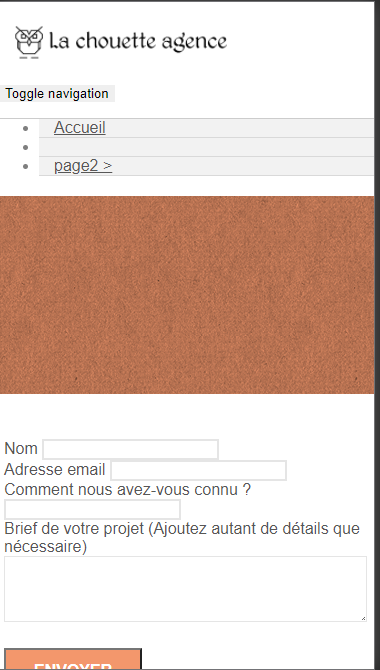 La chouette agence
Toggle navigation
Accueil
page2 >
Nom
Adresse email
Comment nous avez-vous connu ?
Brief de votre projet (Ajoutez autant de détails que
nécessaire)
ENVOYER